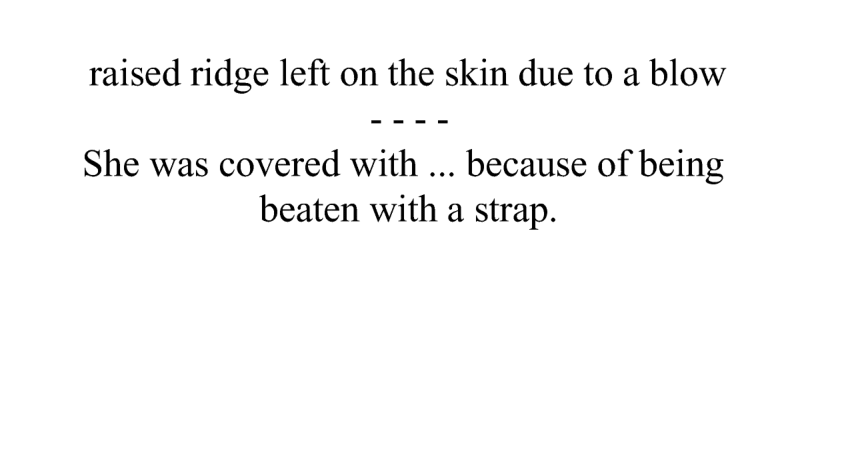 raised ridge left on the skin due to a blow
- - - -
She was covered with ... because of being
beaten with a strap.